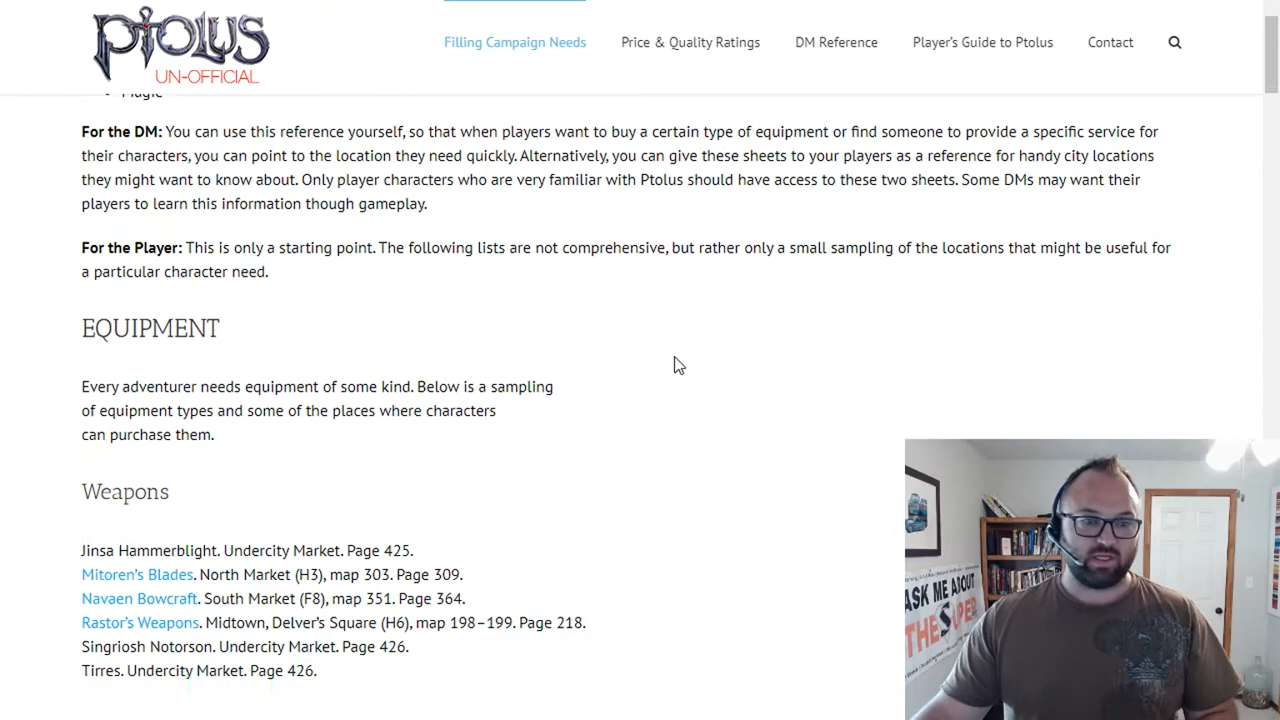 PTOLUS
UN-OFFICIAL
Filling Campaign Needs
Price & Quality Ratings
DM Reference
Player's Guide to Ptolus
Contact
Magic
For the DM: You can use this reference yourself, so that when players want to buy a certain type of equipment or find someone to provide a specific service for
their characters, you can point to the location they need quickly. Alternatively, you can give these sheets to your players as a reference for handy city locations
they might want to know about. Only player characters who are very familiar with Ptolus should have access to these two sheets. Some DMs may want their
players to learn this information though gameplay.
For the Player: This is only a starting point. The following lists are not comprehensive, but rather only a small sampling of the locations that might be useful for
a particular character need.
EQUIPMENT
Every adventurer needs equipment of some kind. Below is a sampling
of equipment types and some of the places where characters
can purchase them.
Weapons
Jinsa Hammerblight. Undercity Market. Page 425.
Mitoren's Blades. North Market (H3), map 303. Page 309.
Navaen Bowcraft. South Market (F8), map 351. Page 364.
Rastor's Weapons. Midtown, Delver's Square (H6), map 198–199. Page 218.
Singriosh Notorson. Undercity Market. Page 426.
Tirres. Undercity Market. Page 426.
ASK ME ABOUT
THE